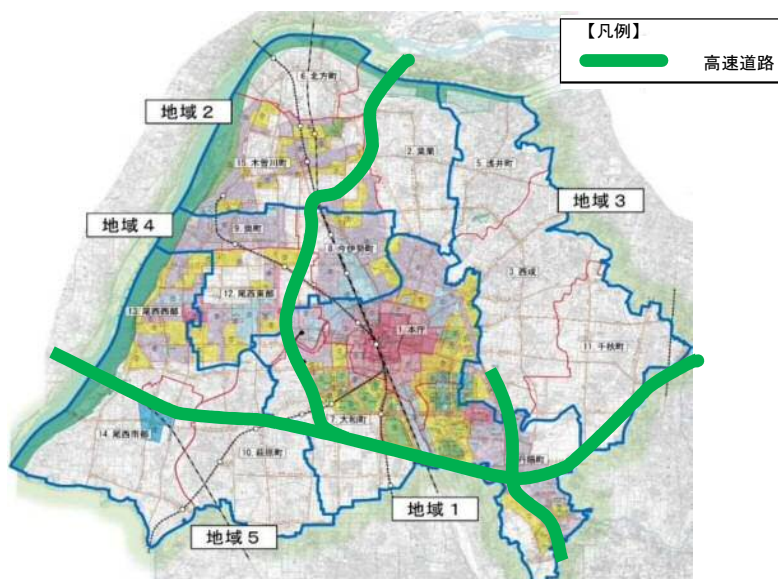 【凡例】
高速道路
6. 北方町
地域2
2. 葉栗
5. 浅井町
15. 木曽川町
地域3
9. 奥町
地域4
8. 今伊勢町
3. 西成
12. 尾西東部
13. 尾西西部
1. 本庁
11. 千秋町
7. 大和町
14. 尾西南部
10. 萩原町
丹陽町
地域1
地域5